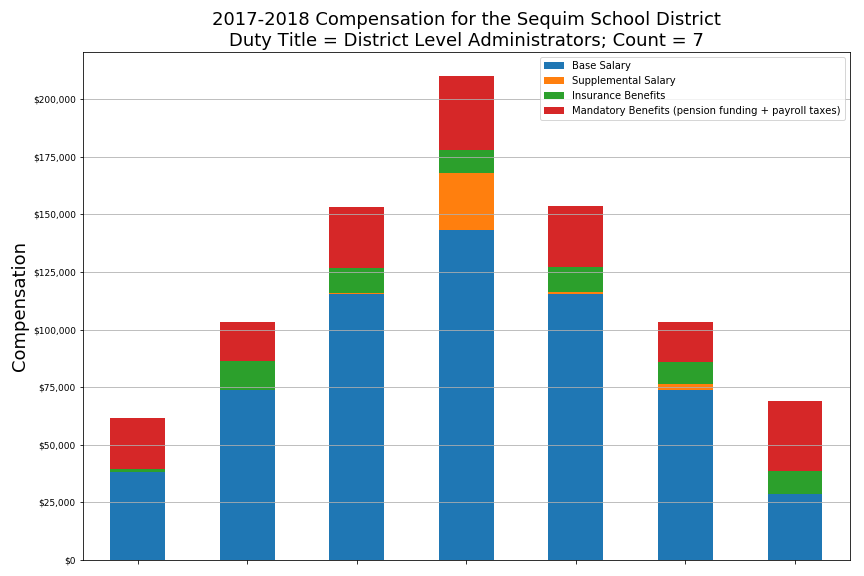 2017-2018 Compensation for the Sequim School District
Duty Title = District Level Administrators; Count = 7
Base Salary
Supplemental Salary
Insurance Benefits
Mandatory Benefits (pension funding + payroll taxes)
Compensation
$200,000
$175,000
$150,000
$125,000
$100,000
$75,000
$50,000
$25,000
$0